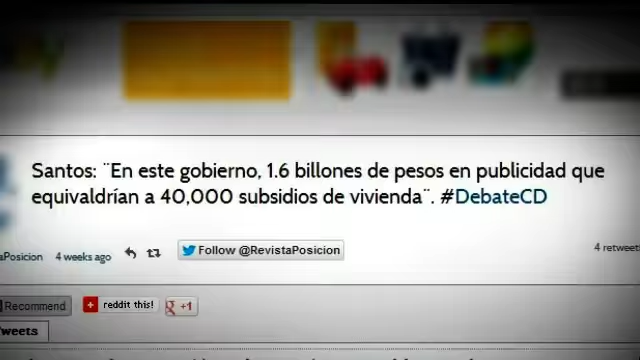 Santos: ¨En este gobierno, 1.6 billones de pesos en publicidad que
equivaldrían a 40,000 subsidios de vivienda¨. #DebateCD
aPosicion 4 weeks ago Follow @RevistaPosicion 4 retweet
Recommend reddit this! +1
weets